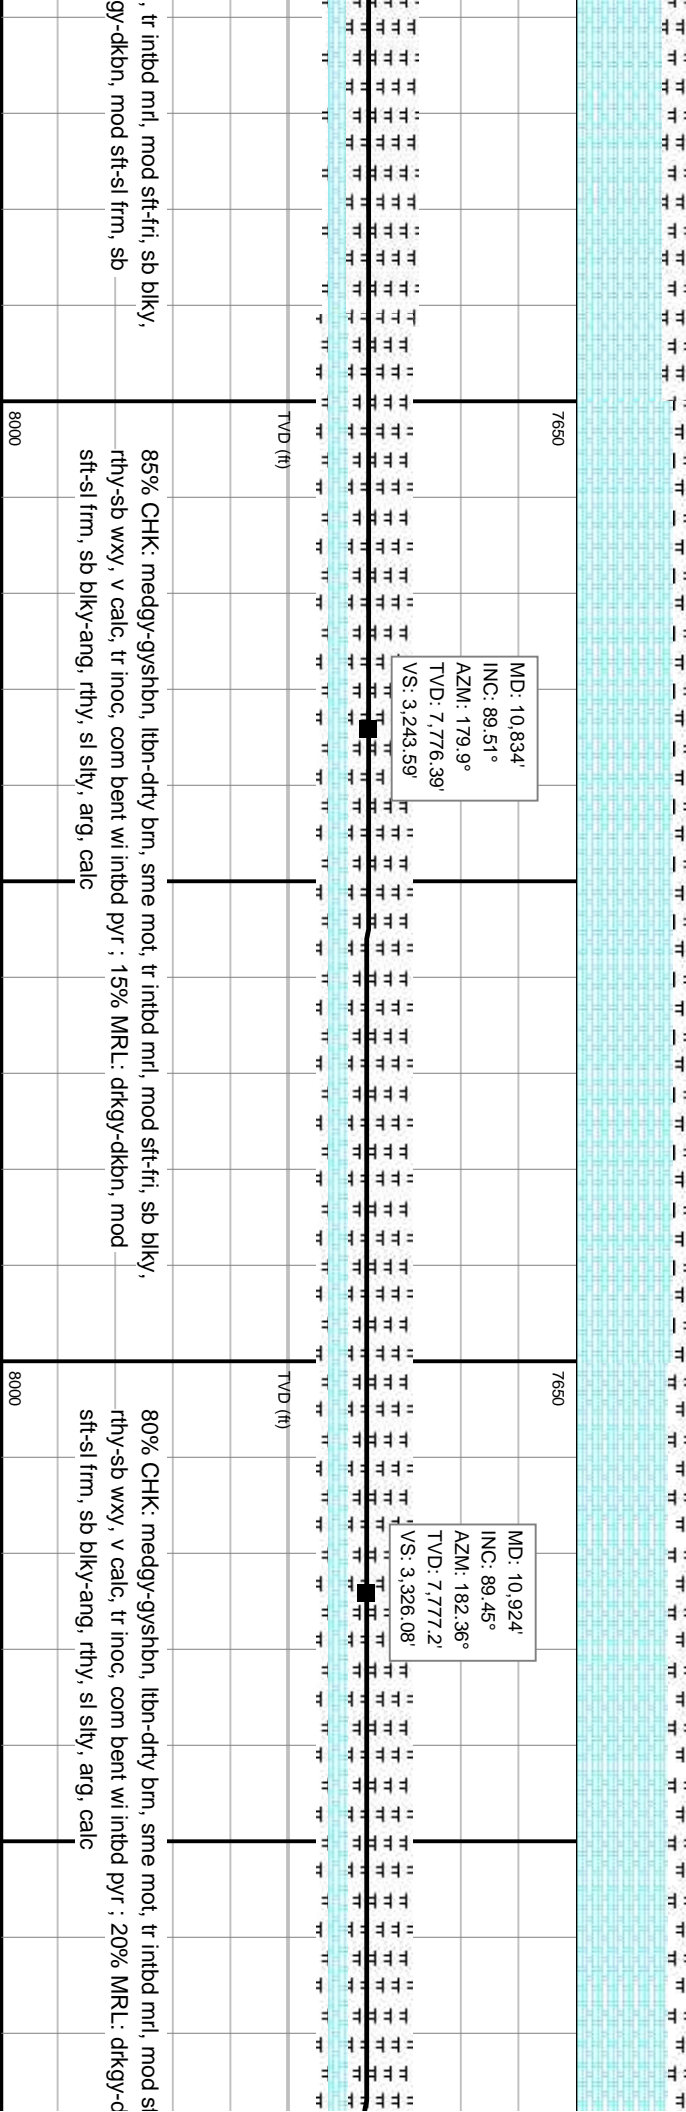 , tr intbd mrl, mod sft-fri, sb blky,
gy-dkbn, mod sft-sl frm, sb
7650
TVD (ft)
8000
MD: 10,834'
INC: 89.51°
AZM: 179.9°
TVD: 7,776.39'
VS: 3,243.59'
85% CHK: medgy-gyshbn, ltbn-drty brn, sme mot, tr intbd mrl, mod sft-fri, sb blky,
rthy-sb wxy, v calc, tr inoc, com bent wi intbd pyr ; 15% MRL: drkgy-dkbn, mod
sft-sl frm, sb blky-ang, rthy, sl slty, arg, calc
7650
TVD (ft)
8000
MD: 10,924'
INC: 89.45°
AZM: 182.36°
TVD: 7,777.2'
VS: 3,326.08'
80% CHK: medgy-gyshbn, ltbn-drty brn, sme mot, tr intbd mrl, mod sf
rthy-sb wxy, v calc, tr inoc, com bent wi intbd pyr ; 20% MRL: drkgy-d
sft-sl frm, sb blky-ang, rthy, sl slty, arg, calc